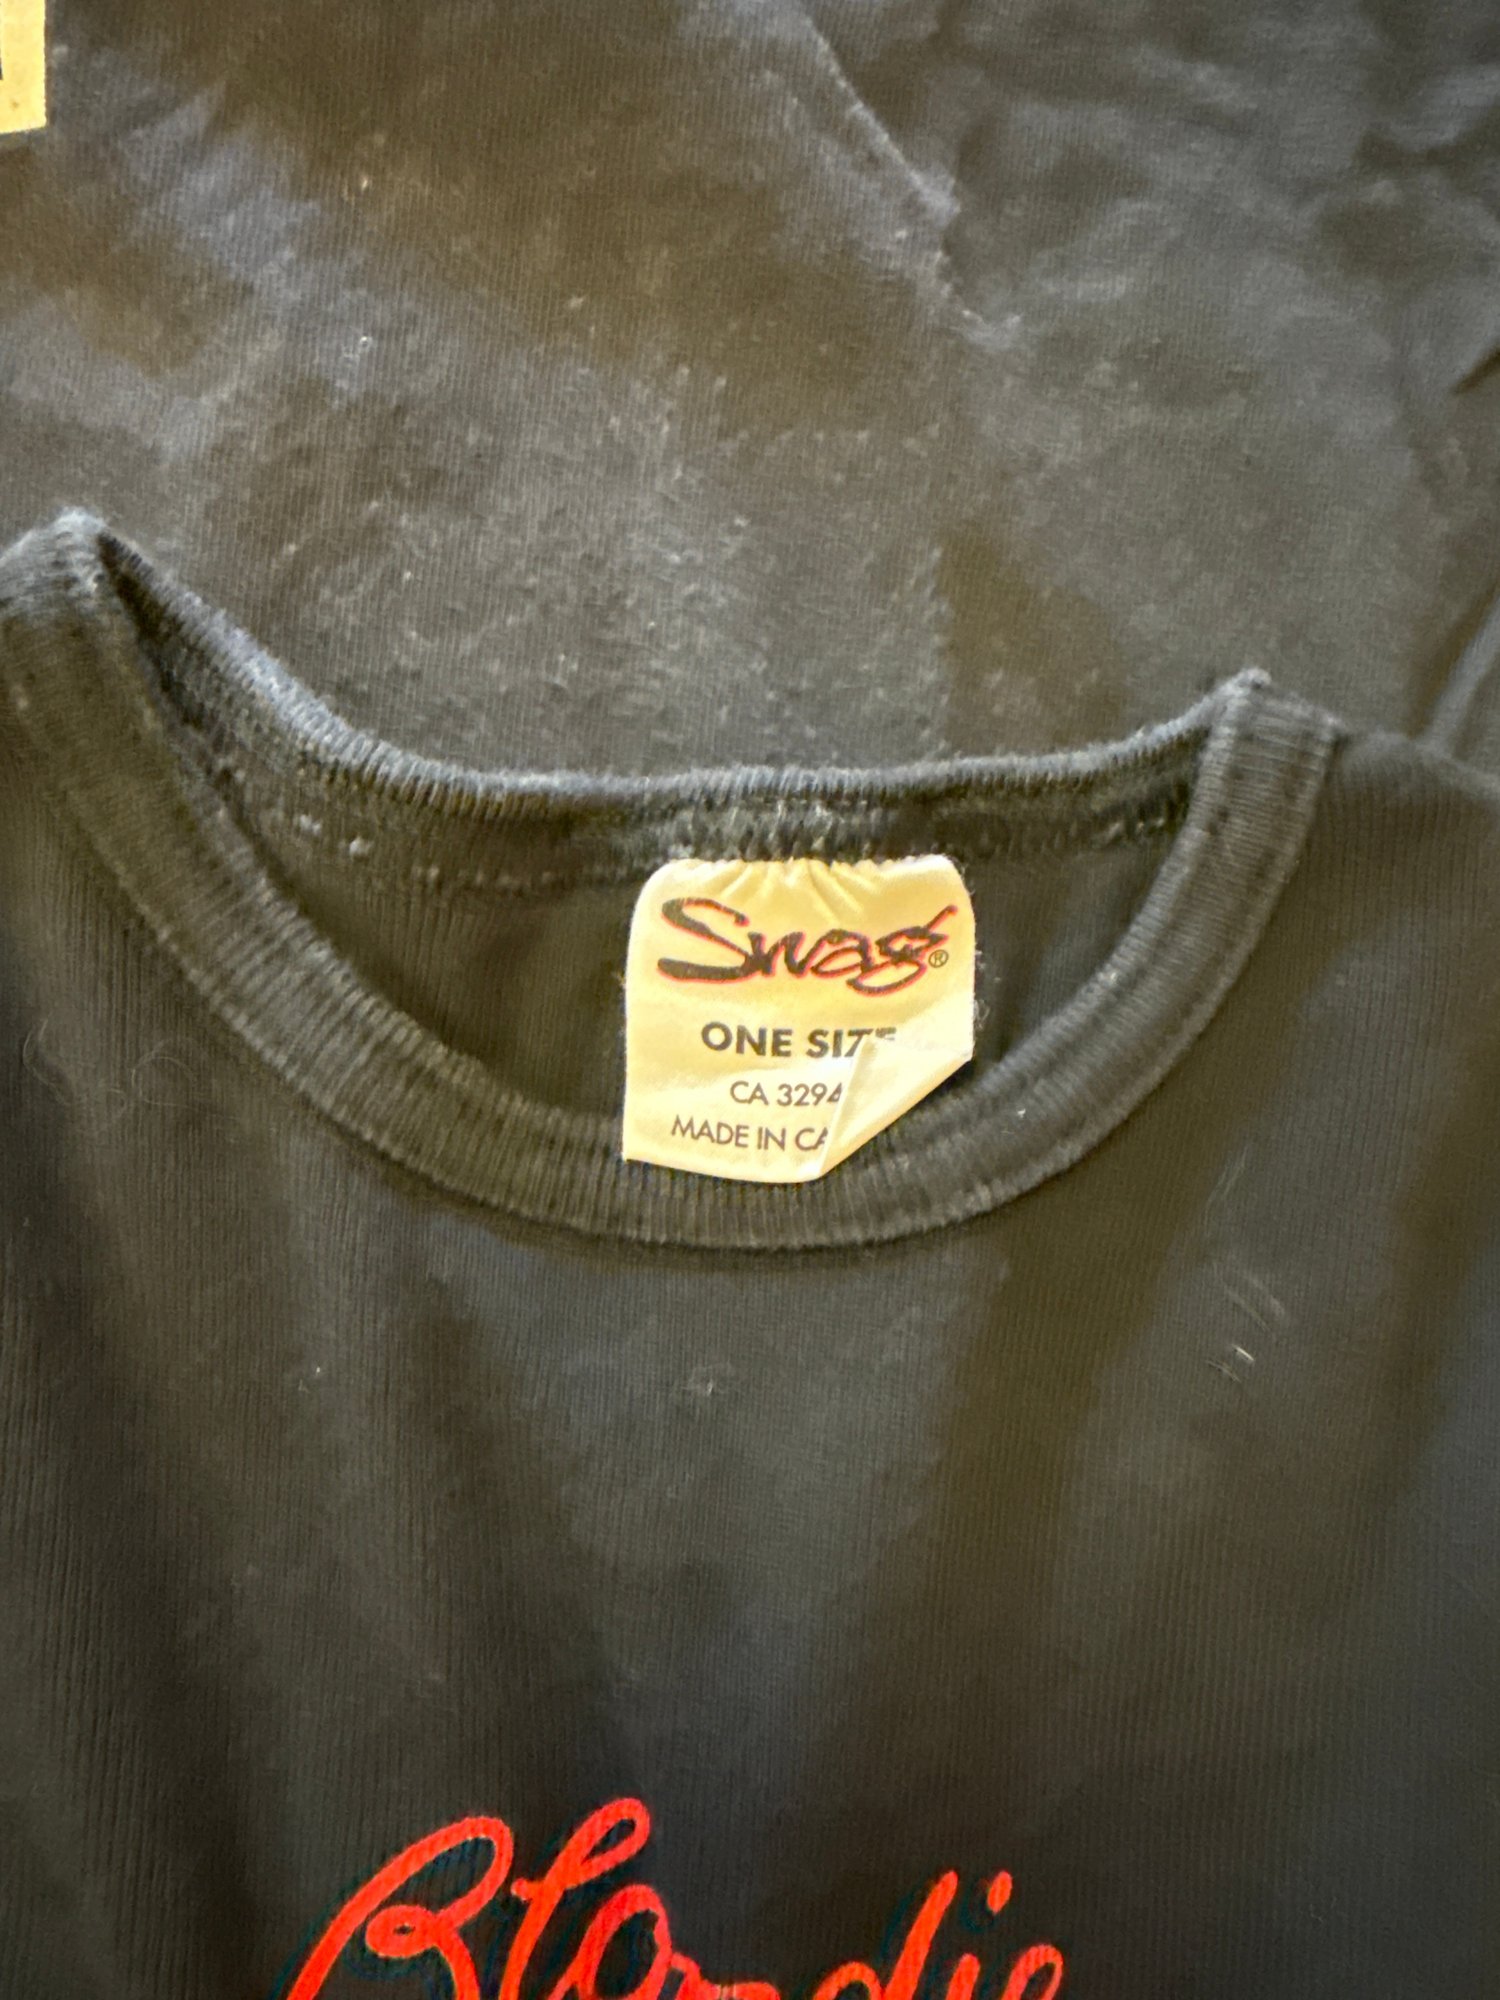 Swag®
ONE SIZE
CA 3294
MADE IN CA
Blondie